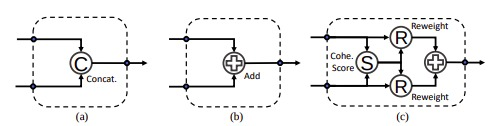 C
Concat.
(a)
Add
(b)
Cohe.
Score
S
R
Reweight
R
Reweight
(c)